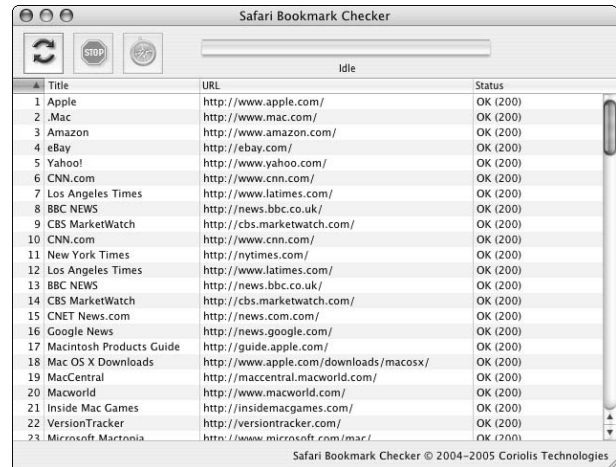 Safari Bookmark Checker
STOP
Idle
Title URL Status
1 Apple http://www.apple.com/ OK (200)
2 .Mac http://www.mac.com/ OK (200)
3 Amazon http://www.amazon.com/ OK (200)
4 eBay http://ebay.com/ OK (200)
5 Yahoo! http://www.yahoo.com/ OK (200)
6 CNN.com http://www.cnn.com/ OK (200)
7 Los Angeles Times http://www.latimes.com/ OK (200)
8 BBC NEWS http://news.bbc.co.uk/ OK (200)
9 CBS MarketWatch http://cbs.marketwatch.com/ OK (200)
10 CNN.com http://www.cnn.com/ OK (200)
11 New York Times http://nytimes.com/ OK (200)
12 Los Angeles Times http://www.latimes.com/ OK (200)
13 BBC NEWS http://news.bbc.co.uk/ OK (200)
14 CBS MarketWatch http://cbs.marketwatch.com/ OK (200)
15 CNET News.com http://news.com.com/ OK (200)
16 Google News http://news.google.com/ OK (200)
17 Macintosh Products Guide http://guide.apple.com/ OK (200)
18 Mac OS X Downloads http://www.apple.com/downloads/macosx/ OK (200)
19 MacCentral http://maccentral.macworld.com/ OK (200)
20 Macworld http://www.macworld.com/ OK (200)
21 Inside Mac Games http://insidemacgames.com/ OK (200)
22 VersionTracker http://versiontracker.com/ OK (200)
23 Microsoft Mactopia http://www.microsoft.com/mac/ OK (200)
Safari Bookmark Checker © 2004-2005 Coriolis Technologies